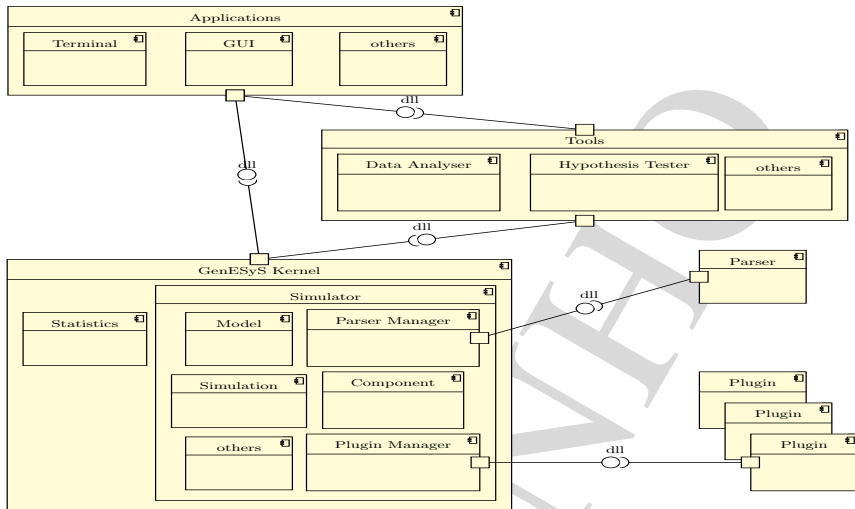 Applications
Terminal
GUI
others
dll
dll
Tools
Data Analyser
Hypothesis Tester
others
dll
GenESyS Kernel
Simulator
Statistics
Model
Parser Manager
dll
Parser
Simulation
Component
others
Plugin Manager
dll
Plugin
Plugin
Plugin